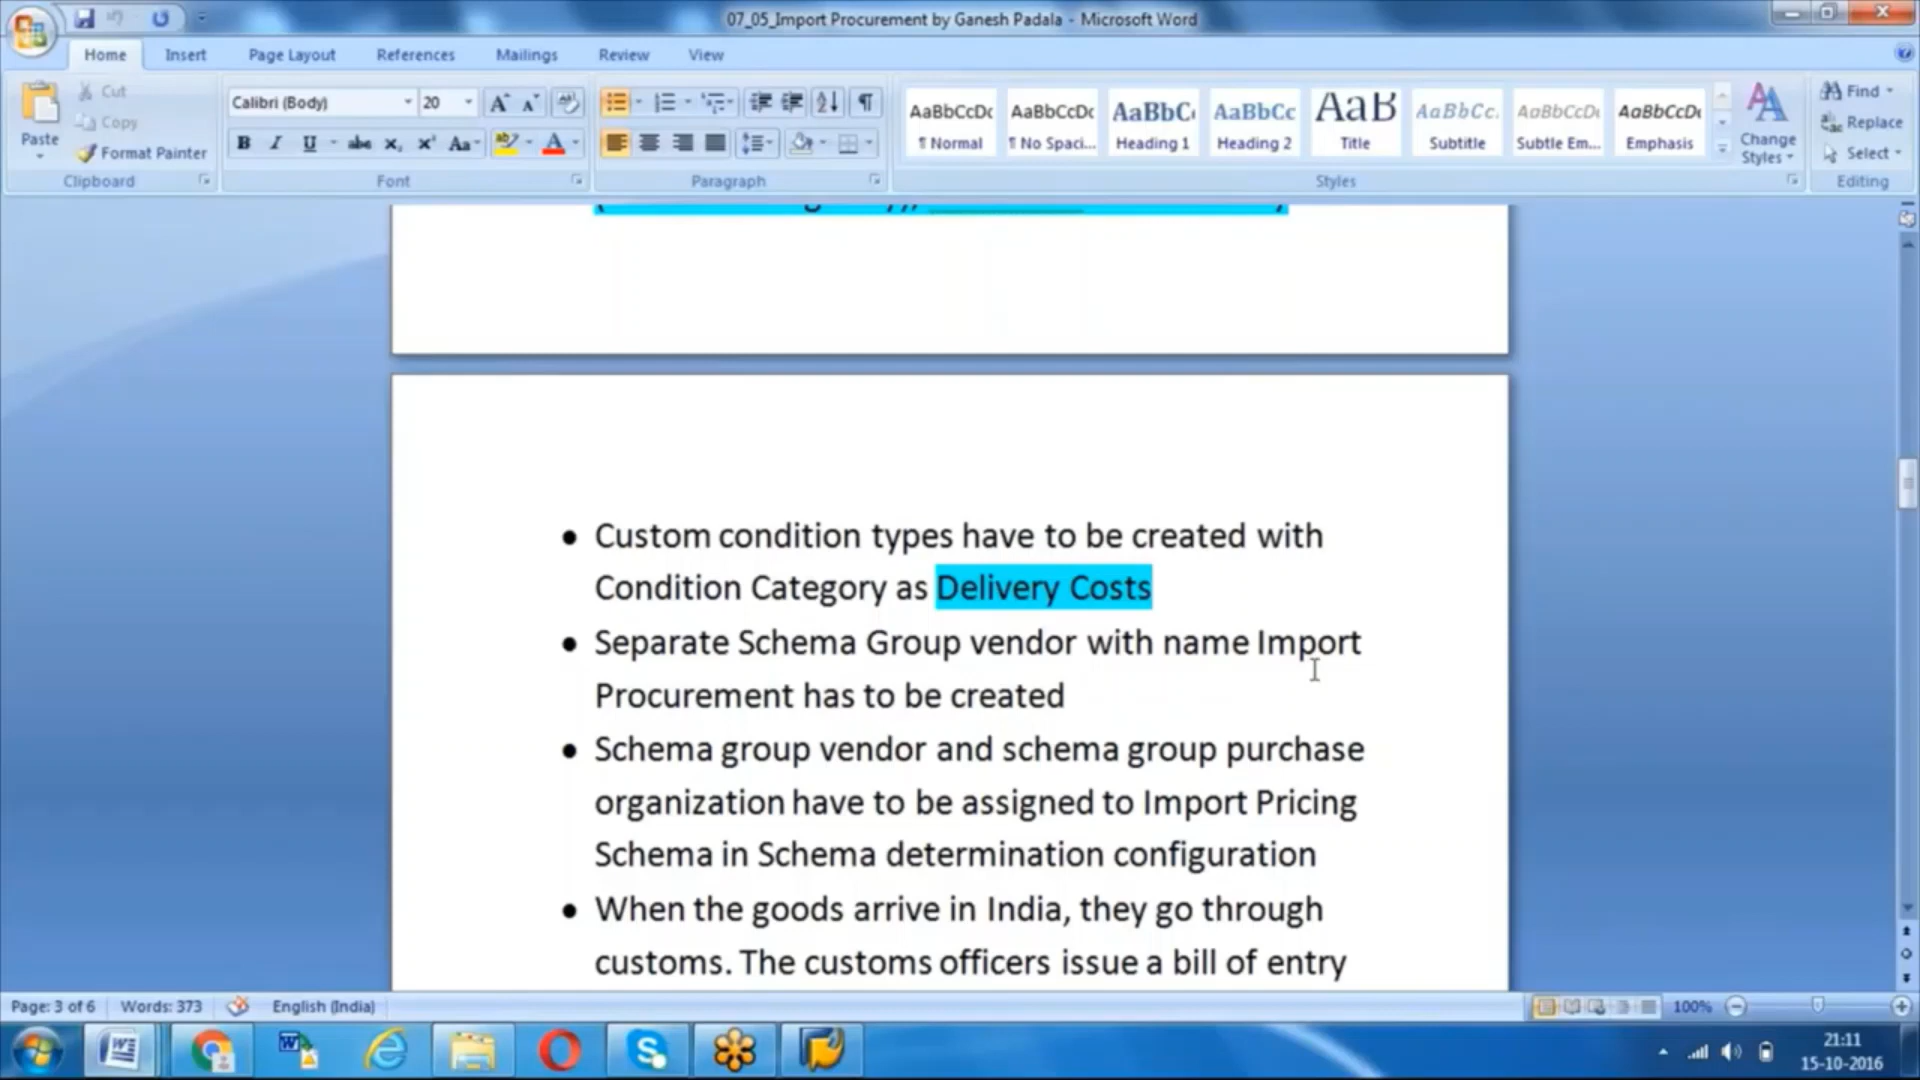 07_05_Import Procurement by Ganesh Padala - Microsoft Word
Home Insert Page Layout References Mailings Review View
Paste
Cut
Copy
Format Painter
Clipboard
Calibri (Body) 20
Font
Paragraph
AaBbCcDc AaBbCcDc AaBbC AaBbCc AaB AaBbCc. AaBbCcDc AaBbCcDc
¶ Normal ¶ No Spaci... Heading 1 Heading 2 Title Subtitle Subtle Em... Emphasis
Styles
Change
Styles
Find
Replace
Select
Editing
• Custom condition types have to be created with
Condition Category as Delivery Costs
• Separate Schema Group vendor with name Import
Procurement has to be created
• Schema group vendor and schema group purchase
organization have to be assigned to Import Pricing
Schema in Schema determination configuration
• When the goods arrive in India, they go through
customs. The customs officers issue a bill of entry
Page: 3 of 6 Words: 373 English (India) 100%
21:11
15-10-2016